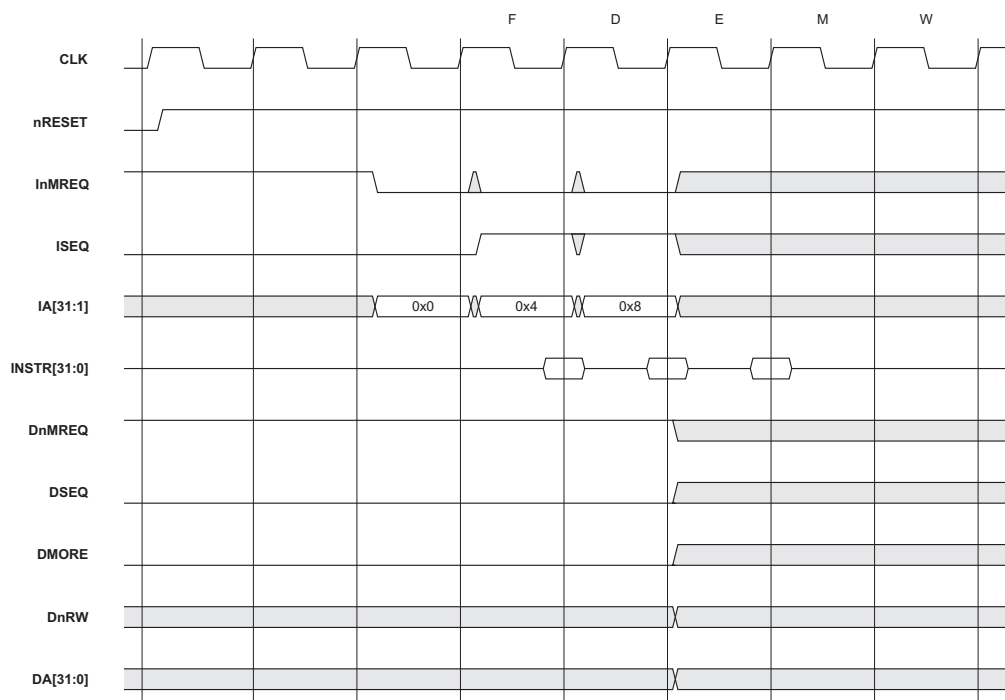 F D E M W
CLK
nRESET
InMREQ
ISEQ
IA[31:1] 0x0 0x4 0x8
INSTR[31:0]
DnMREQ
DSEQ
DMORE
DnRW
DA[31:0]